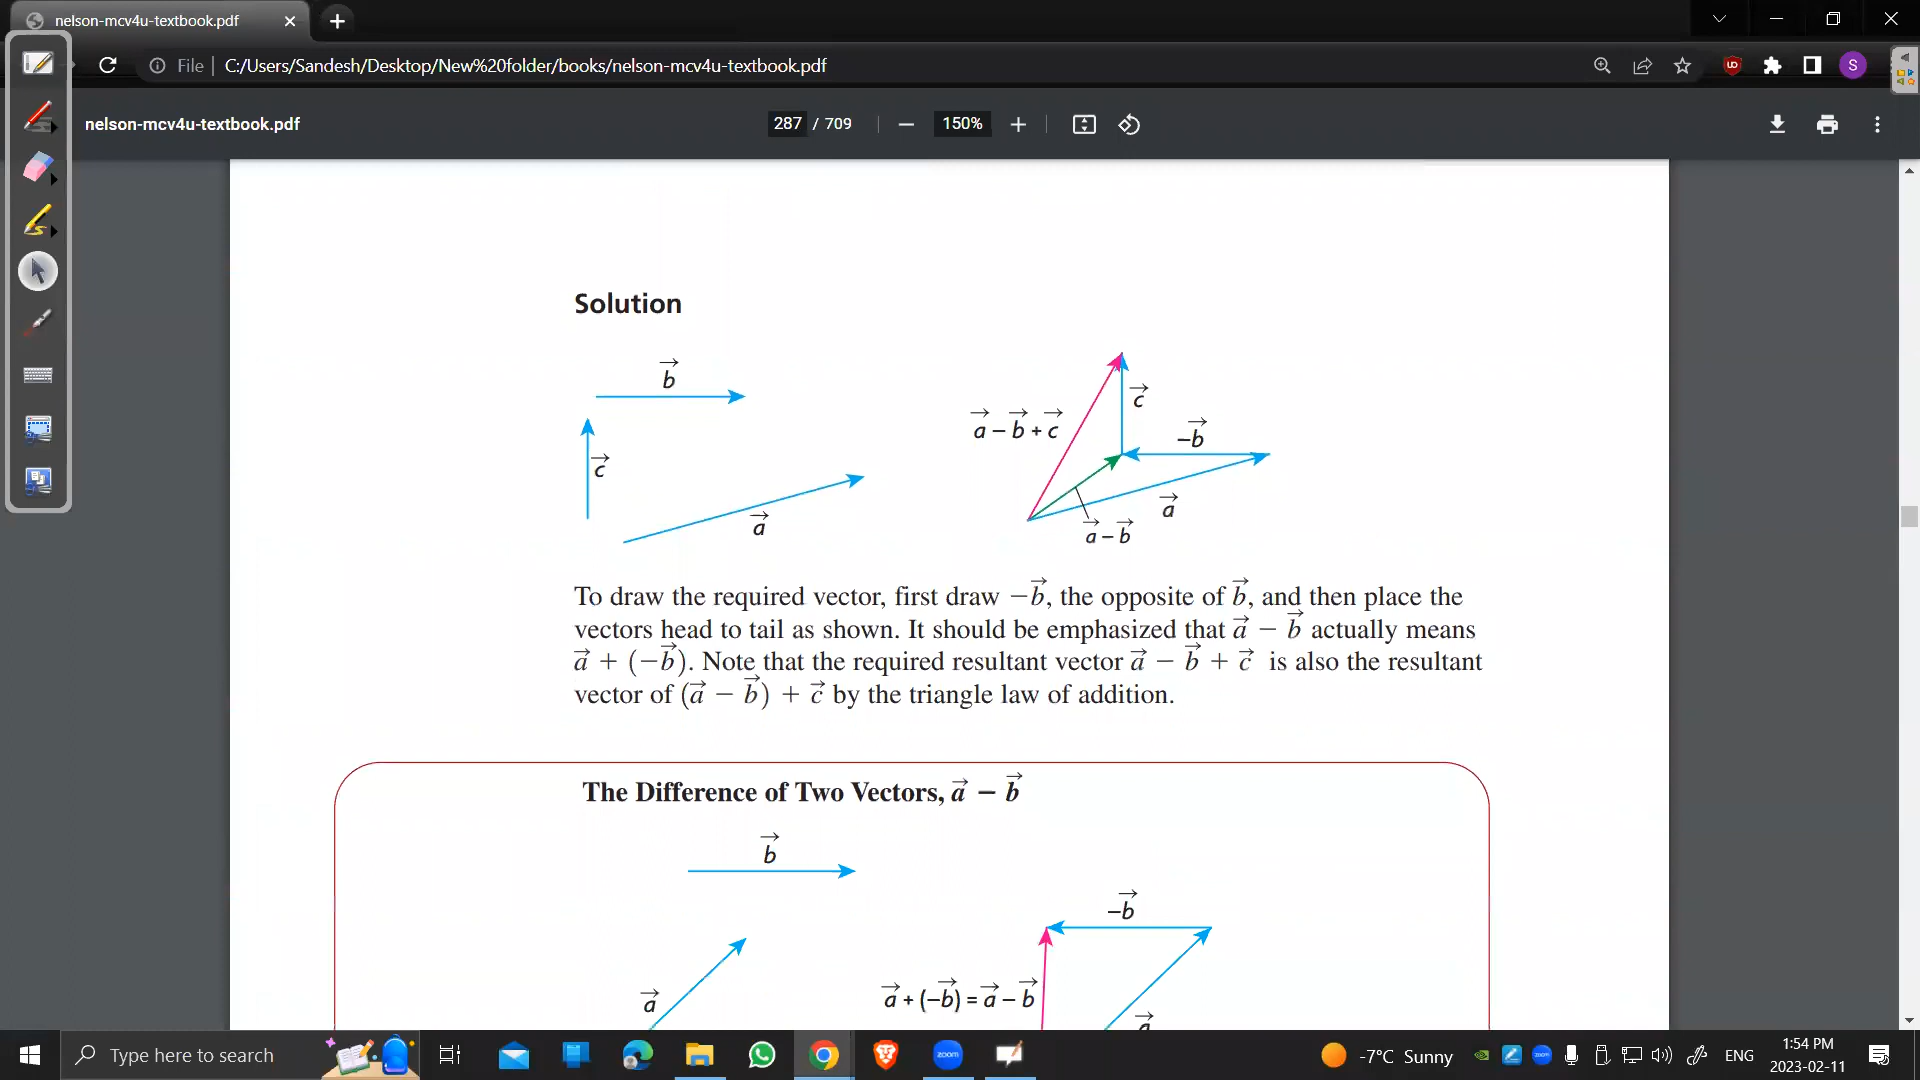 nelson-mcv4u-textbook.pdf
File | C:/Users/Sandesh/Desktop/New%20folder/books/nelson-mcv4u-textbook.pdf
UD
S
nelson-mcv4u-textbook.pdf
287 / 709
150%
Solution
b⃗
c⃗
a⃗
a⃗ – b⃗ + c⃗
c⃗
–b⃗
a⃗
a⃗ – b⃗
To draw the required vector, first draw −b⃗, the opposite of b⃗, and then place the
vectors head to tail as shown. It should be emphasized that a⃗ − b⃗ actually means
a⃗ + (−b⃗). Note that the required resultant vector a⃗ − b⃗ + c⃗ is also the resultant
vector of (a⃗ − b⃗) + c⃗ by the triangle law of addition.
The Difference of Two Vectors, a⃗ − b⃗
b⃗
–b⃗
a⃗
a⃗ + (–b⃗) = a⃗ – b⃗
a⃗
Type here to search
zoom
-7°C Sunny
zoom
ENG
1:54 PM
2023-02-11